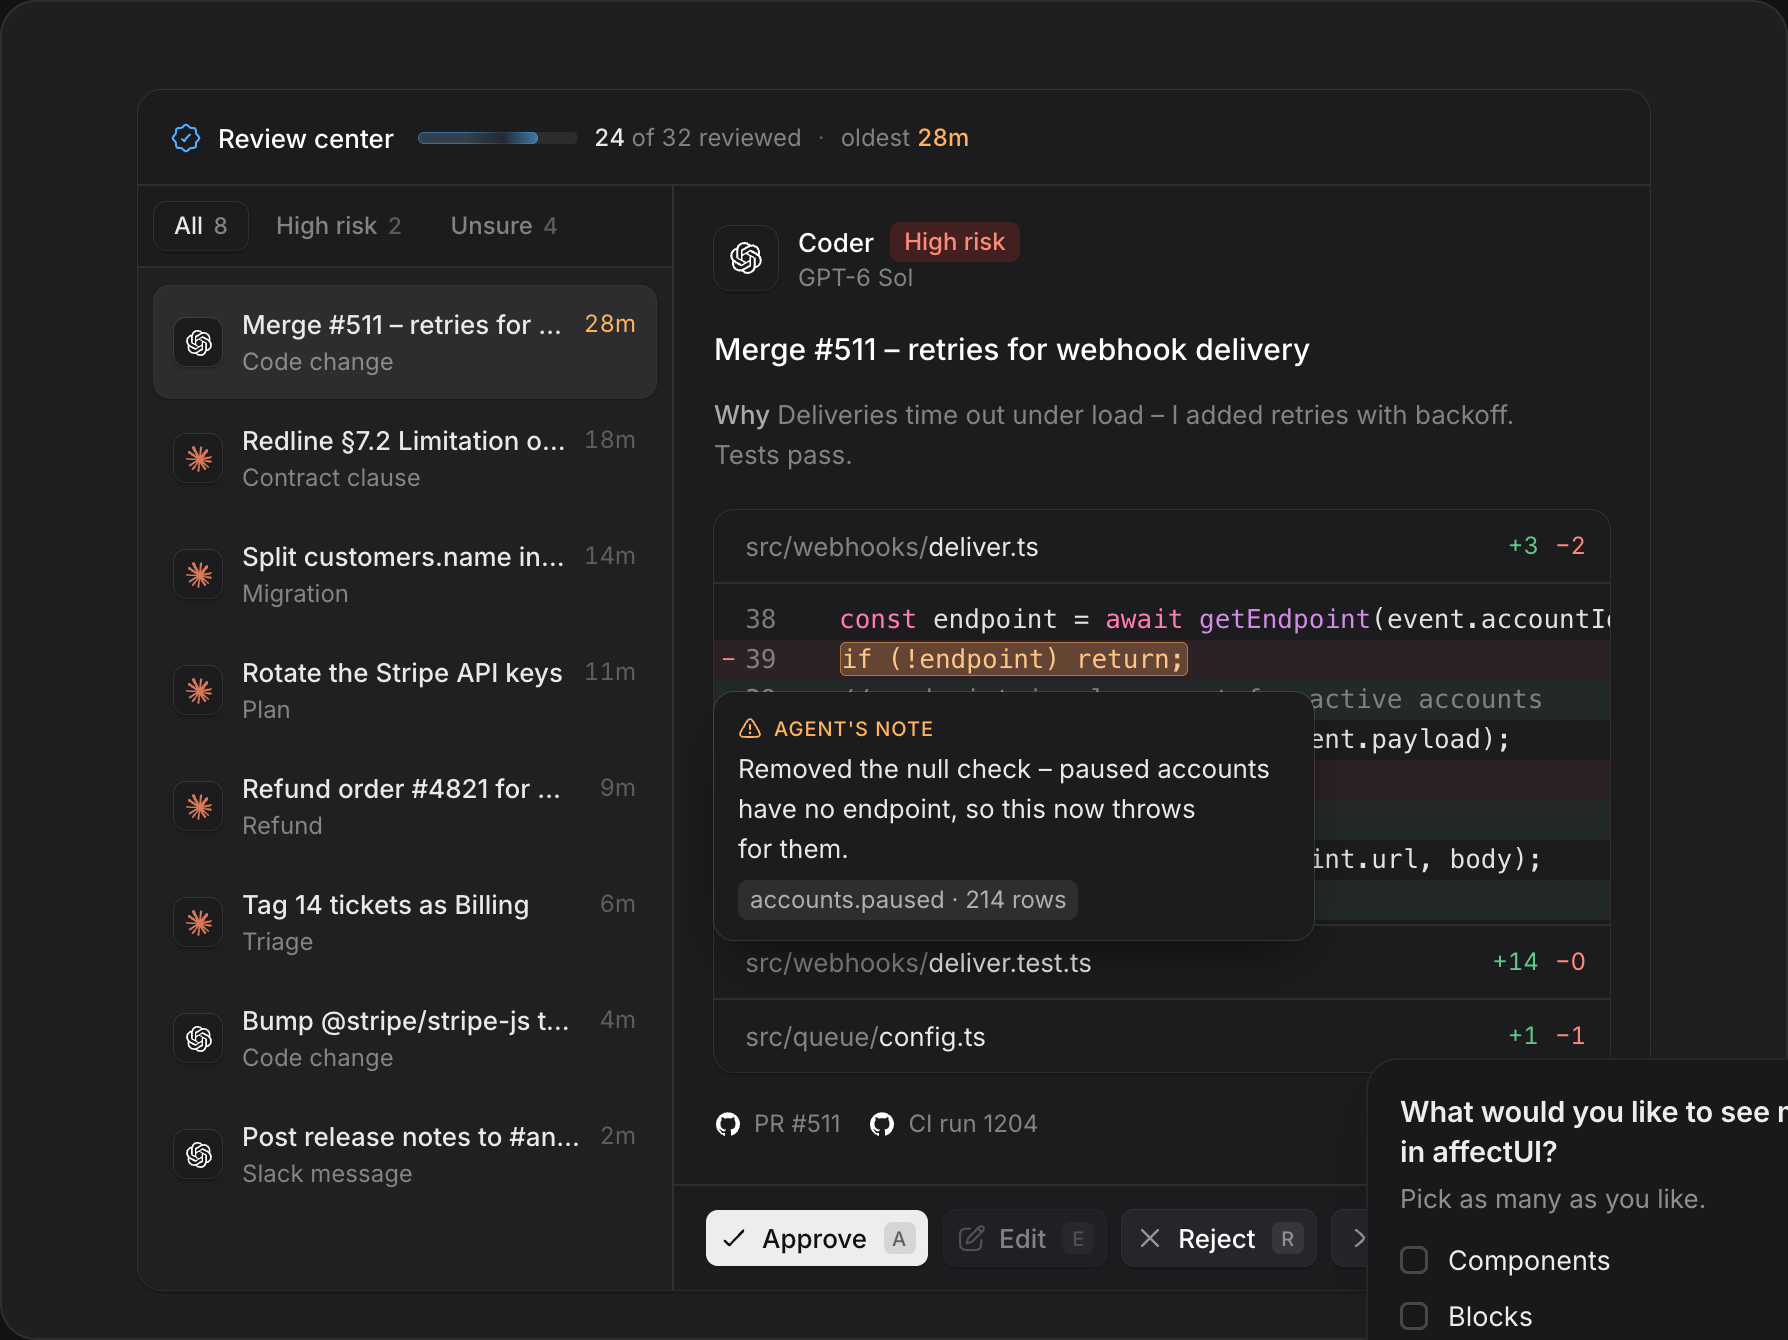 Review center
24 of 32 reviewed · oldest 28m
All 8
High risk 2
Unsure 4
Merge #511 – retries for ... 28m
Code change
Redline §7.2 Limitation o... 18m
Contract clause
Split customers.name in... 14m
Migration
Rotate the Stripe API keys 11m
Plan
Refund order #4821 for ... 9m
Refund
Tag 14 tickets as Billing 6m
Triage
Bump @stripe/stripe-js t... 4m
Code change
Post release notes to #an... 2m
Slack message
Coder High risk
GPT-6 Sol
Merge #511 – retries for webhook delivery
Why Deliveries time out under load – I added retries with backoff.
Tests pass.
src/webhooks/deliver.ts +3 −2
38 const endpoint = await getEndpoint(event.accountId
− 39 if (!endpoint) return;
active accounts
ent.payload);
int.url, body);
AGENT'S NOTE
Removed the null check – paused accounts
have no endpoint, so this now throws
for them.
accounts.paused · 214 rows
src/webhooks/deliver.test.ts +14 −0
src/queue/config.ts +1 −1
PR #511
CI run 1204
Approve A
Edit E
Reject R
What would you like to see
in affectUI?
Pick as many as you like.
Components
Blocks